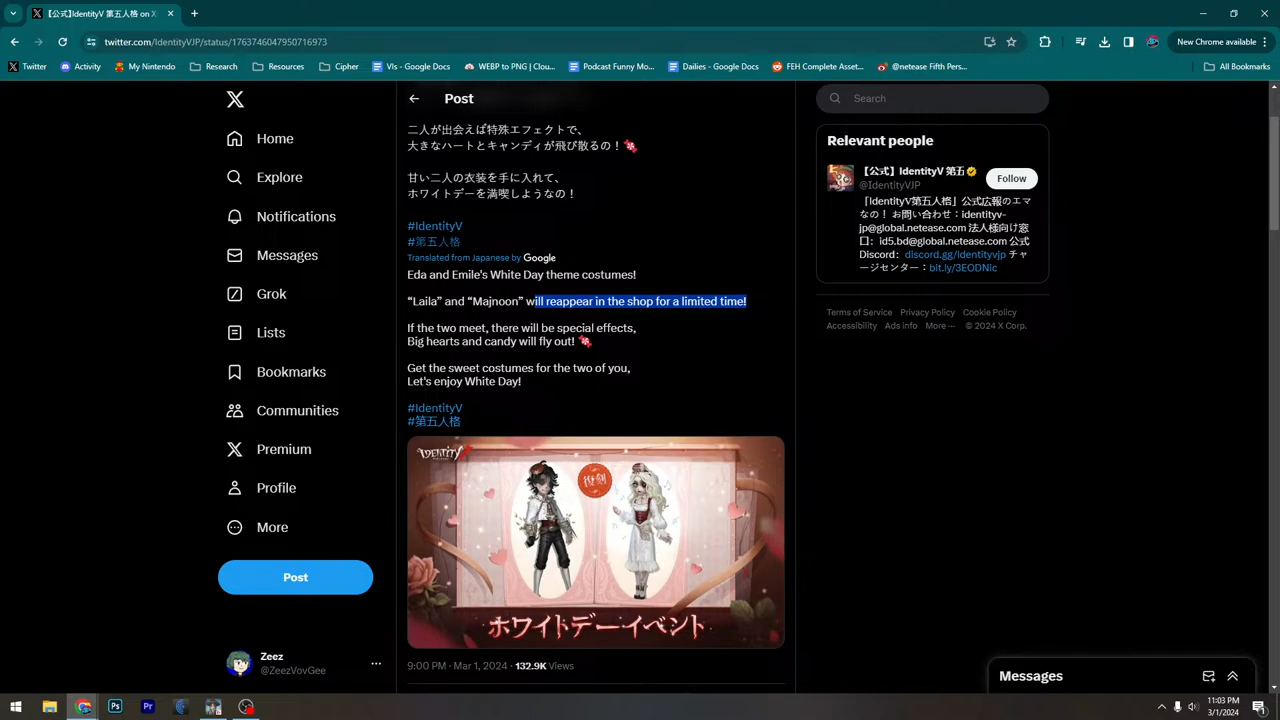 【公式】IdentityV 第五人格 on X
twitter.com/IdentityVJP/status/1763746047950716973
New Chrome available
Twitter
Activity
My Nintendo
Research
Resources
Cipher
VIs - Google Docs
WEBP to PNG | Clou...
Podcast Funny Mo...
Dailies - Google Docs
FEH Complete Asset...
@netease Fifth Pers...
All Bookmarks
Home
Explore
Notifications
Messages
Grok
Lists
Bookmarks
Communities
Premium
Profile
More
Post
Zeez
@ZeezVovGee
Post
二人が出会えば特殊エフェクトで、
大きなハートとキャンディが飛び散るの！
甘い二人の衣装を手に入れて、
ホワイトデーを満喫しようなの！
#IdentityV
#第五人格
Translated from Japanese by Google
Eda and Emile's White Day theme costumes!
“Laila” and “Majnoon” will reappear in the shop for a limited time!
If the two meet, there will be special effects,
Big hearts and candy will fly out!
Get the sweet costumes for the two of you,
Let's enjoy White Day!
#IdentityV
#第五人格
IDENTITY V
復刻
ホワイトデーイベント
9:00 PM · Mar 1, 2024 · 132.9K Views
Search
Relevant people
【公式】IdentityV 第五
@IdentityVJP
Follow
「IdentityV第五人格」公式広報のエマ
なの！ お問い合わせ：identityv-
jp@global.netease.com 法人様向け窓
口：id5.bd@global.netease.com 公式
Discord：discord.gg/identityvjp チャ
ージセンター：bit.ly/3EODNic
Terms of Service Privacy Policy Cookie Policy
Accessibility Ads info More ··· © 2024 X Corp.
Messages
11:03 PM
3/1/2024